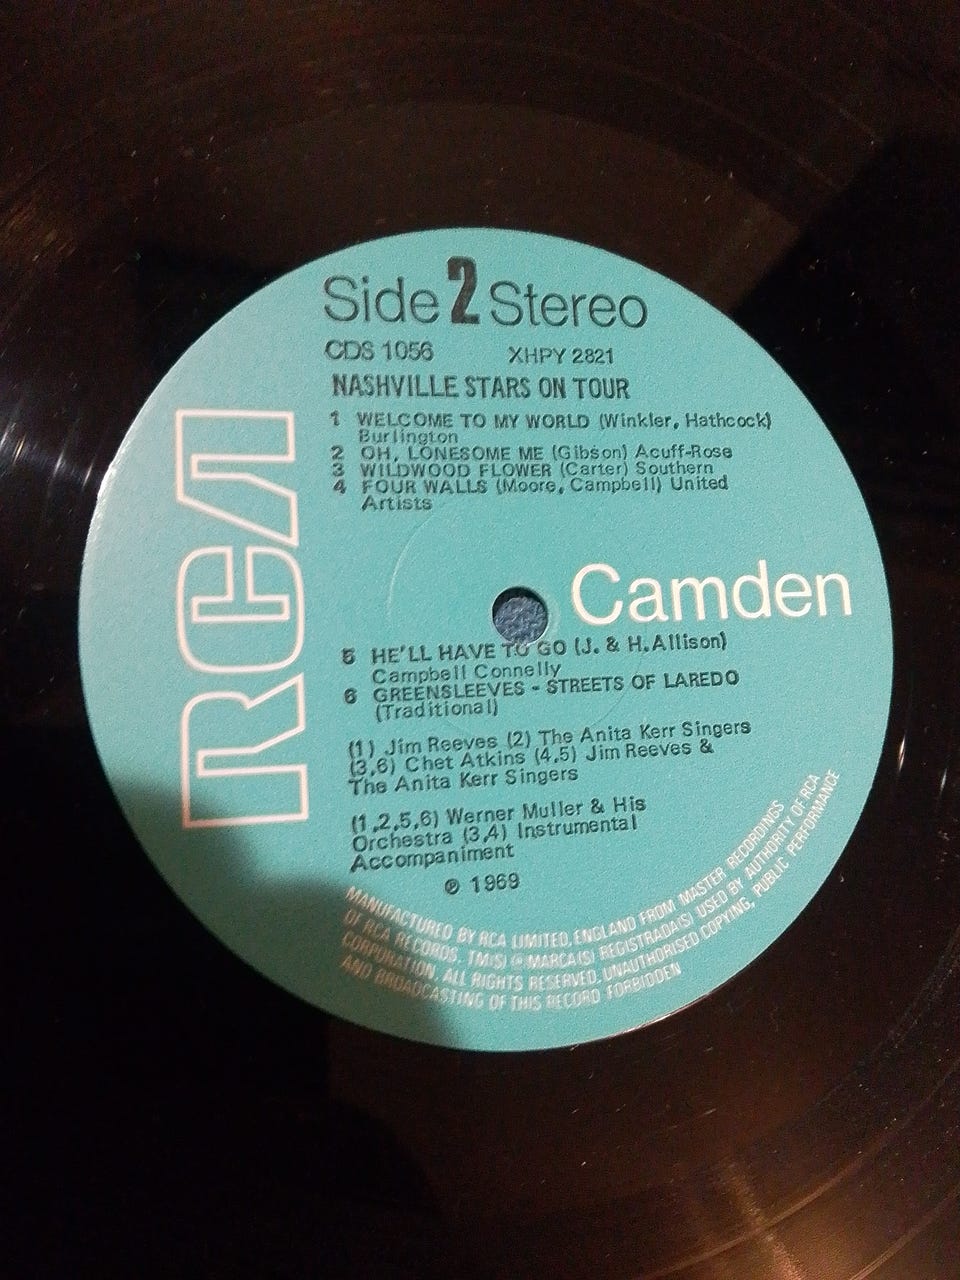 Side 2 Stereo
CDS 1056 XHPY 2821
NASHVILLE STARS ON TOUR
1 WELCOME TO MY WORLD (Winkler, Hathcock)
Burlington
2 OH, LONESOME ME (Gibson) Acuff-Rose
3 WILDWOOD FLOWER (Carter) Southern
4 FOUR WALLS (Moore, Campbell) United
Artists
RCA
Camden
5 HE'LL HAVE TO GO (J. & H. Allison)
Campbell Connelly
6 GREENSLEEVES - STREETS OF LAREDO
(Traditional)
(1) Jim Reeves (2) The Anita Kerr Singers
(3,6) Chet Atkins (4,5) Jim Reeves &
The Anita Kerr Singers
(1,2,5,6) Werner Muller & His
Orchestra (3,4) Instrumental
Accompaniment
℗ 1969
MANUFACTURED BY RCA LIMITED, ENGLAND FROM MASTER RECORDINGS
OF RCA RECORDS. TM(S) ® MARCA(S) REGISTRADA(S) USED BY AUTHORITY OF RCA
CORPORATION. ALL RIGHTS RESERVED. UNAUTHORISED COPYING, PUBLIC PERFORMANCE
AND BROADCASTING OF THIS RECORD FORBIDDEN